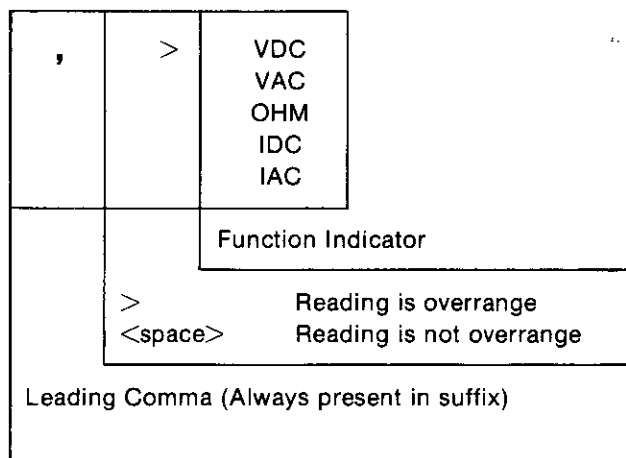 , > VDC
VAC
OHM
IDC
IAC
Function Indicator
> Reading is overrange
<space> Reading is not overrange
Leading Comma (Always present in suffix)